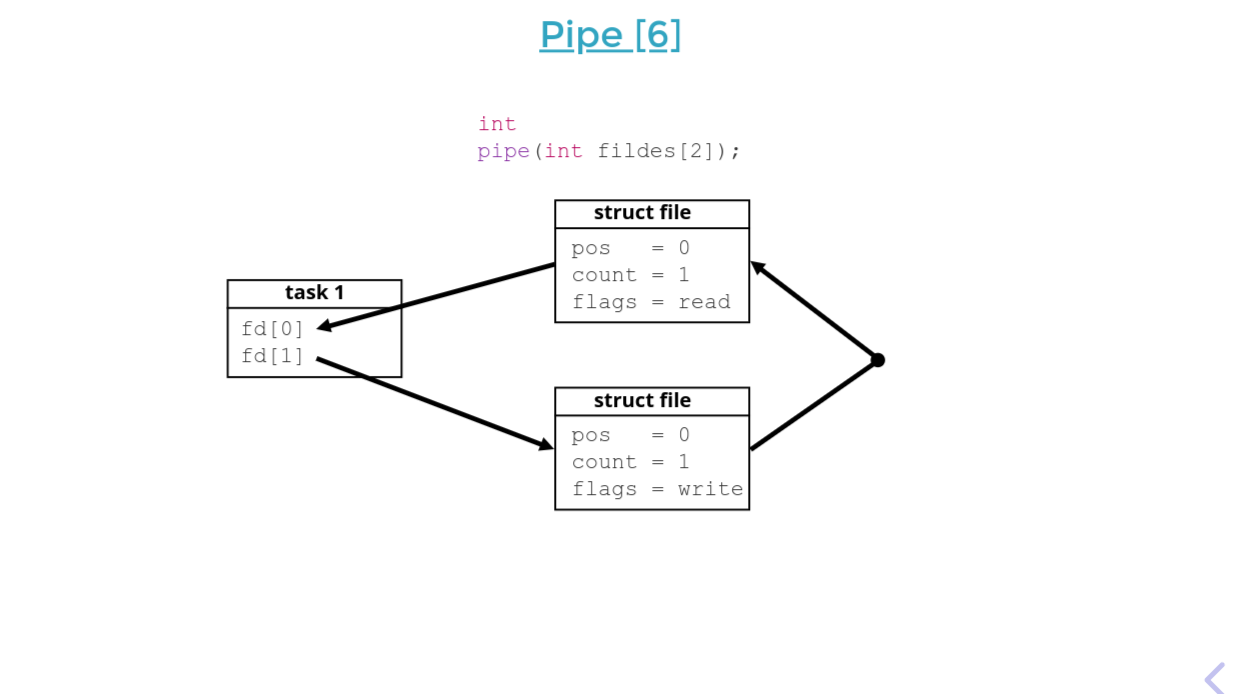 Pipe [6]
int
pipe(int fildes[2]);
struct file
pos   = 0
count = 1
flags = read
task 1
fd[0]
fd[1]
struct file
pos   = 0
count = 1
flags = write